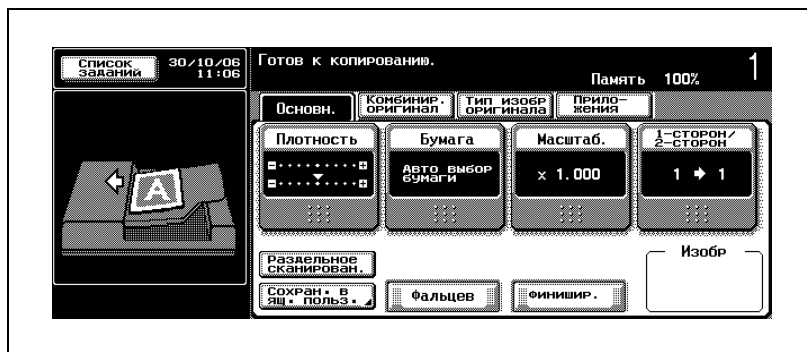 Список
заданий
30/10/06
11:06
Готов к копированию.
Память 100%
1
Основн.
Комбинир.
оригинал
Тип изобр
оригинала
Прило-
жения
Плотность
Бумага
Авто выбор
бумаги
Масштаб.
× 1.000
1-сторон/
2-сторон
1 ➔ 1
A
Раздельное
сканирован.
Сохран. в
ящ. польз.
Фальцев
Финишир.
Изобр